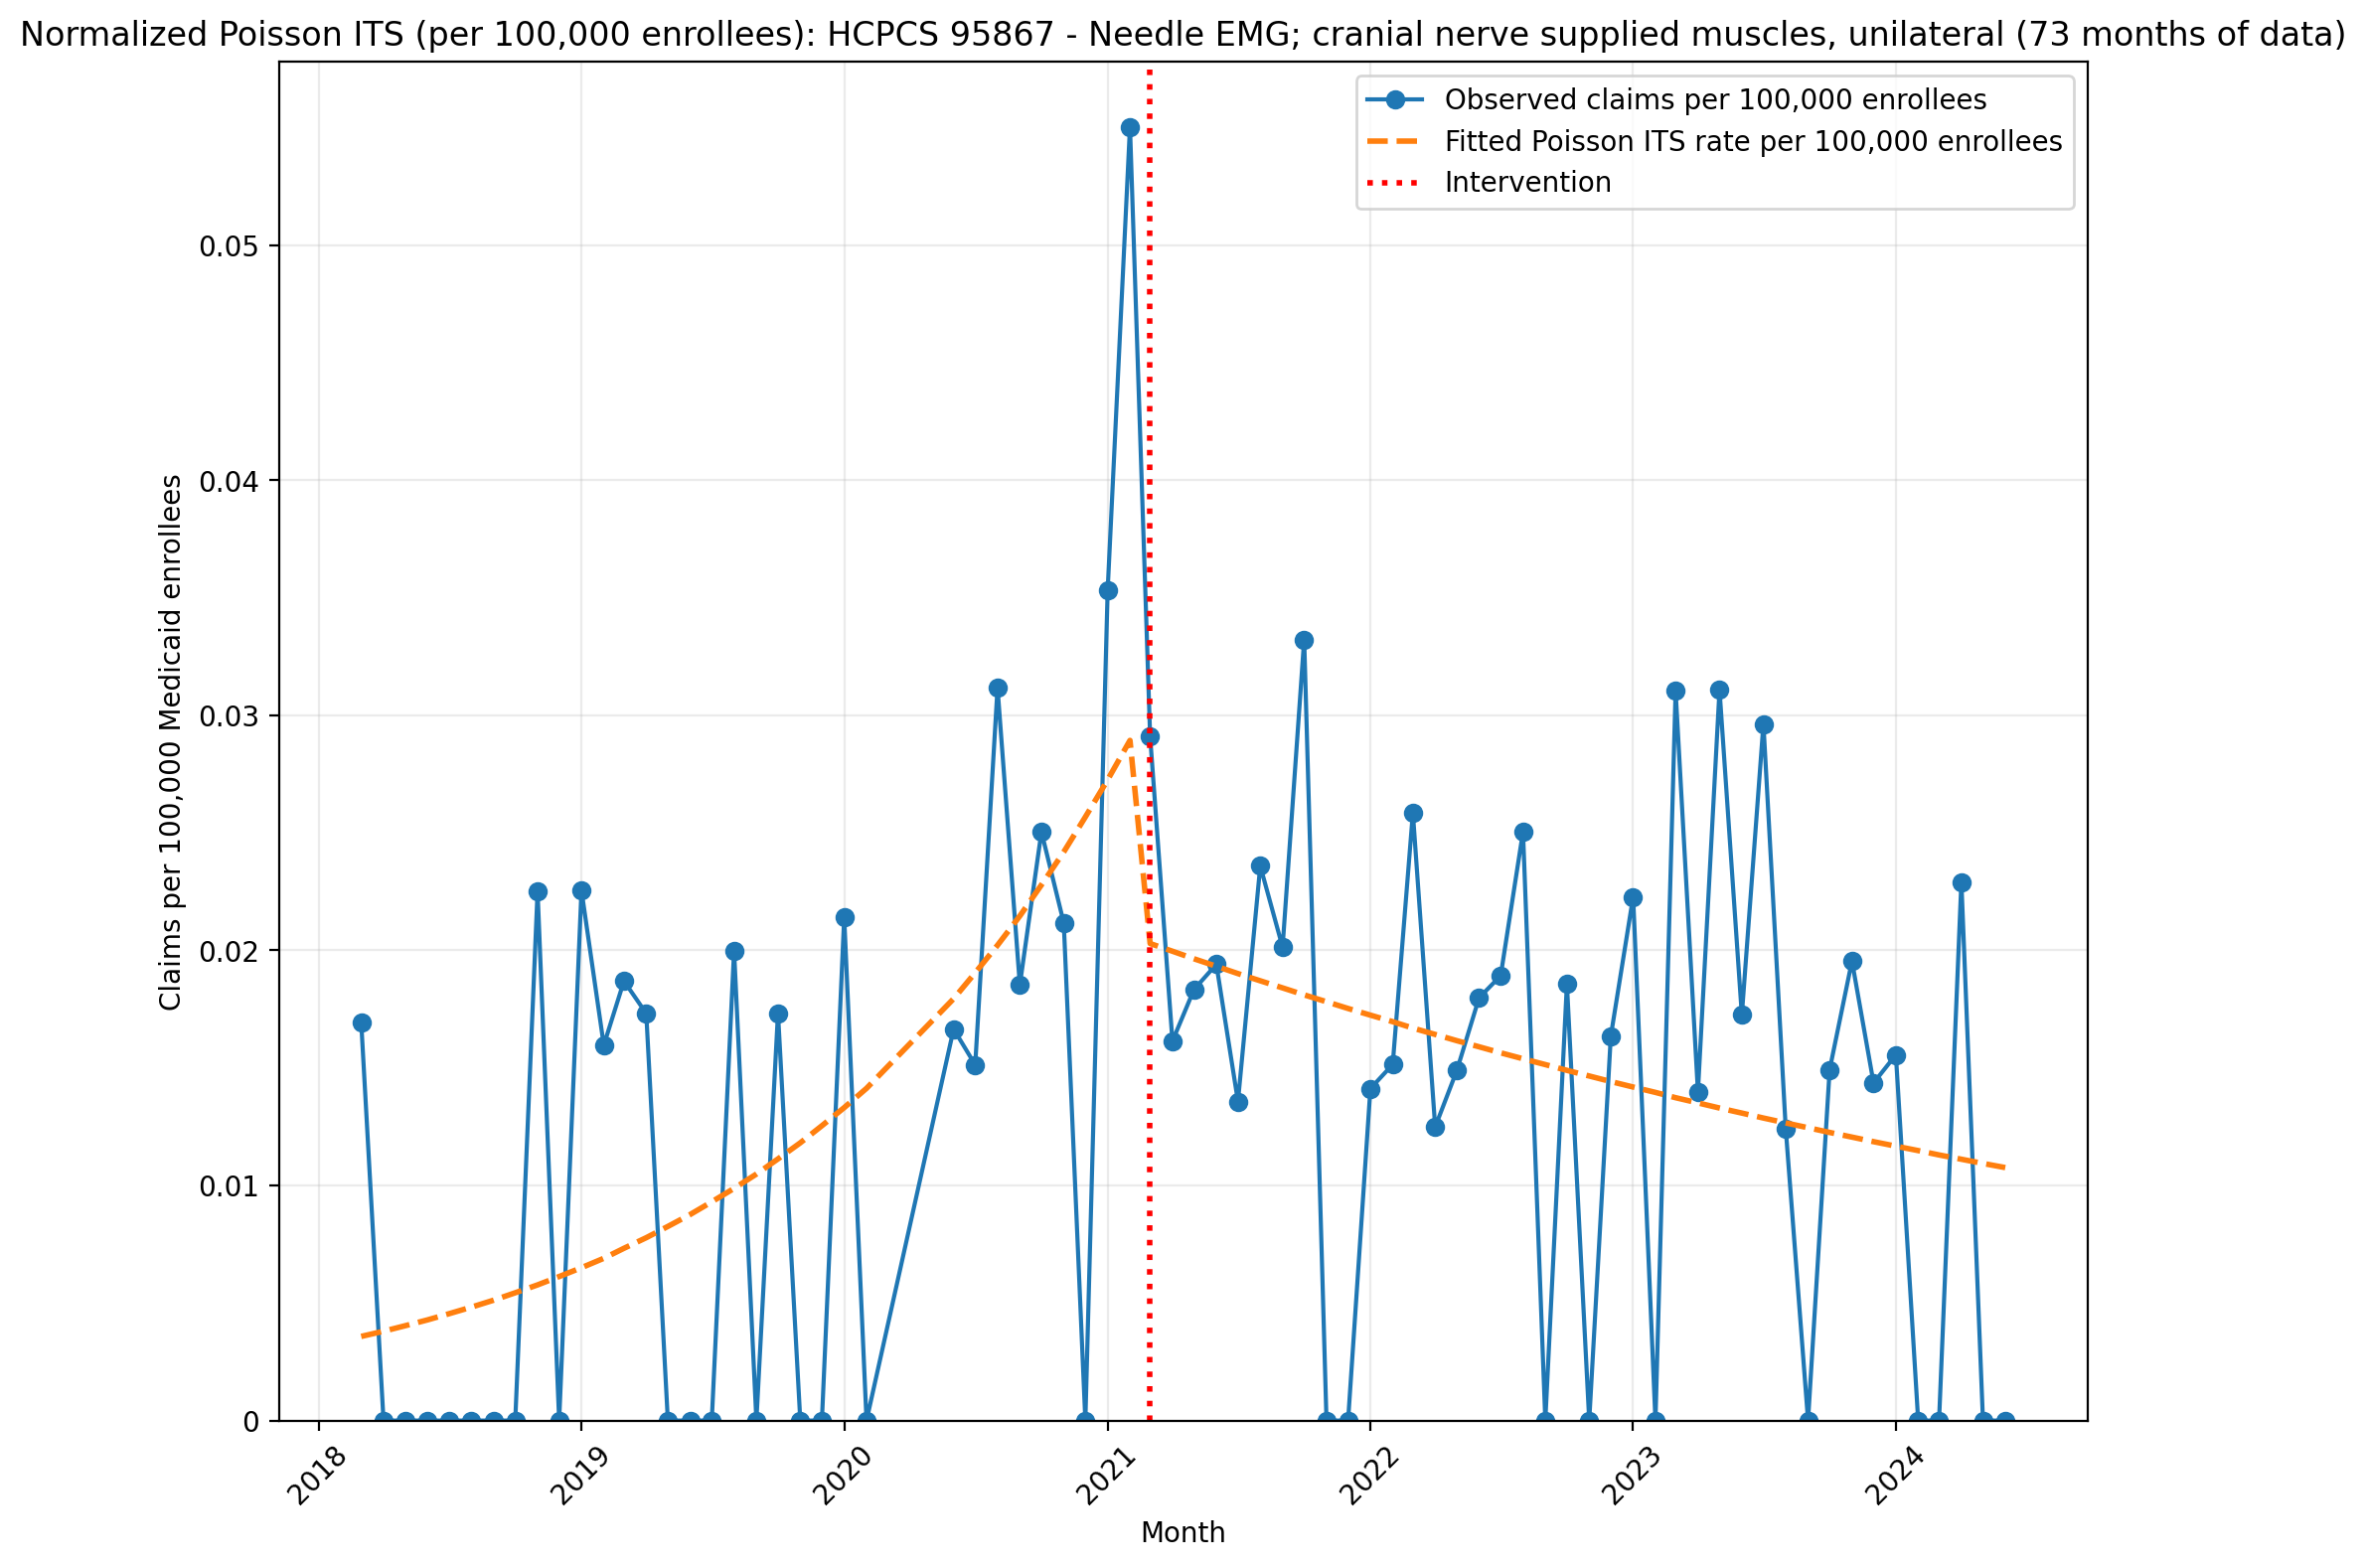 Normalized Poisson ITS (per 100,000 enrollees): HCPCS 95867 - Needle EMG; cranial nerve supplied muscles, unilateral (73 months of data)
Observed claims per 100,000 enrollees
Fitted Poisson ITS rate per 100,000 enrollees
Intervention
Claims per 100,000 Medicaid enrollees
0.05
0.04
0.03
0.02
0.01
0
2018
2019
2020
2021
2022
2023
2024
Month